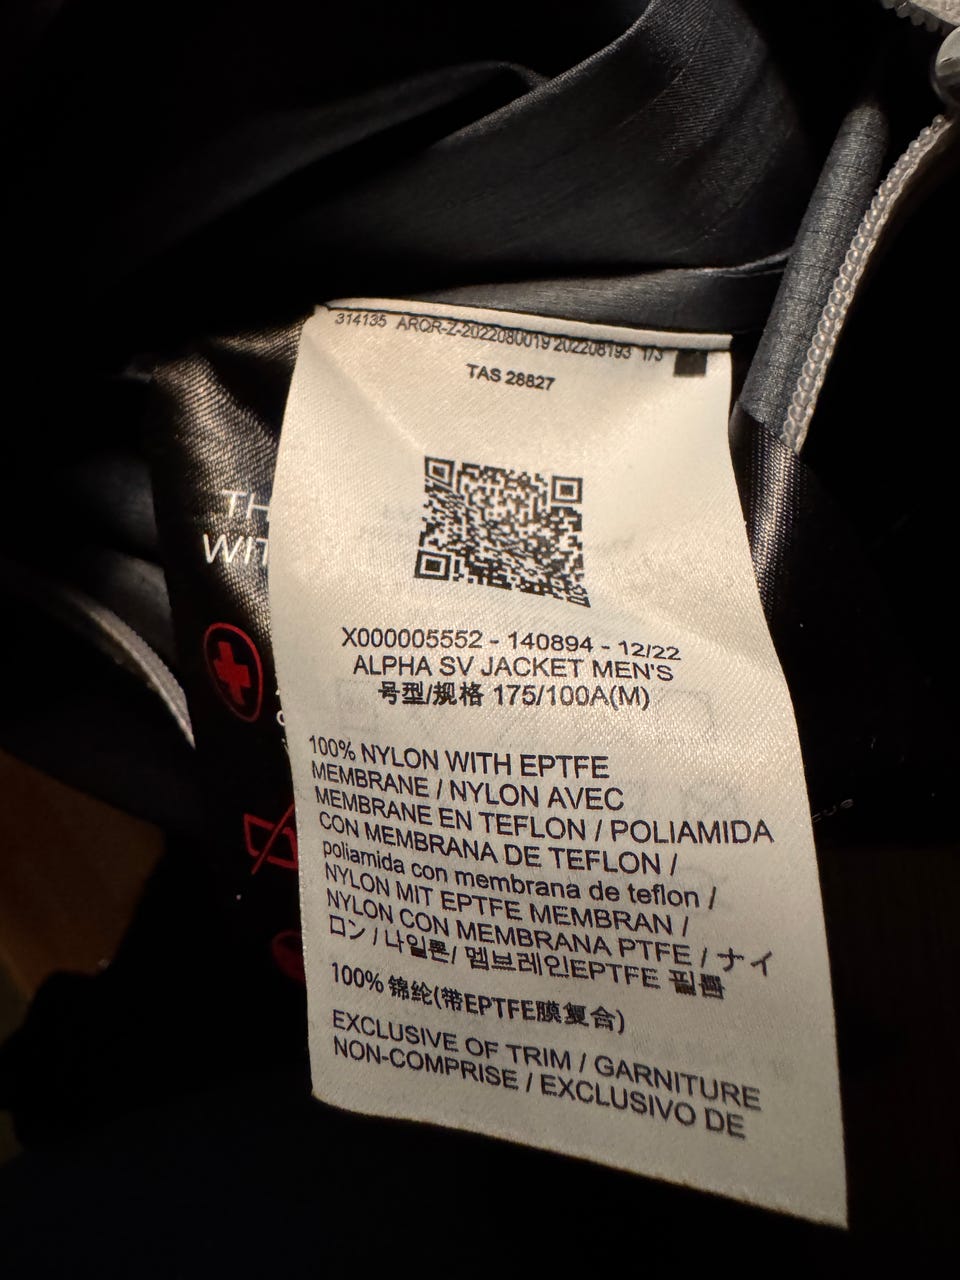 314135 ARQR-Z-2022080019 202208193 1/3
TAS 28827
TH
WIT
X000005552 - 140894 - 12/22
ALPHA SV JACKET MEN'S
号型/规格 175/100A(M)
100% NYLON WITH EPTFE
MEMBRANE / NYLON AVEC
MEMBRANE EN TEFLON / POLIAMIDA
CON MEMBRANA DE TEFLON /
poliamida con membrana de teflon /
NYLON MIT EPTFE MEMBRAN /
NYLON CON MEMBRANA PTFE / ナイ
ロン / 나일론/ 멤브레인EPTFE 필름
100% 锦纶(带EPTFE膜复合)
EXCLUSIVE OF TRIM / GARNITURE
NON-COMPRISE / EXCLUSIVO DE